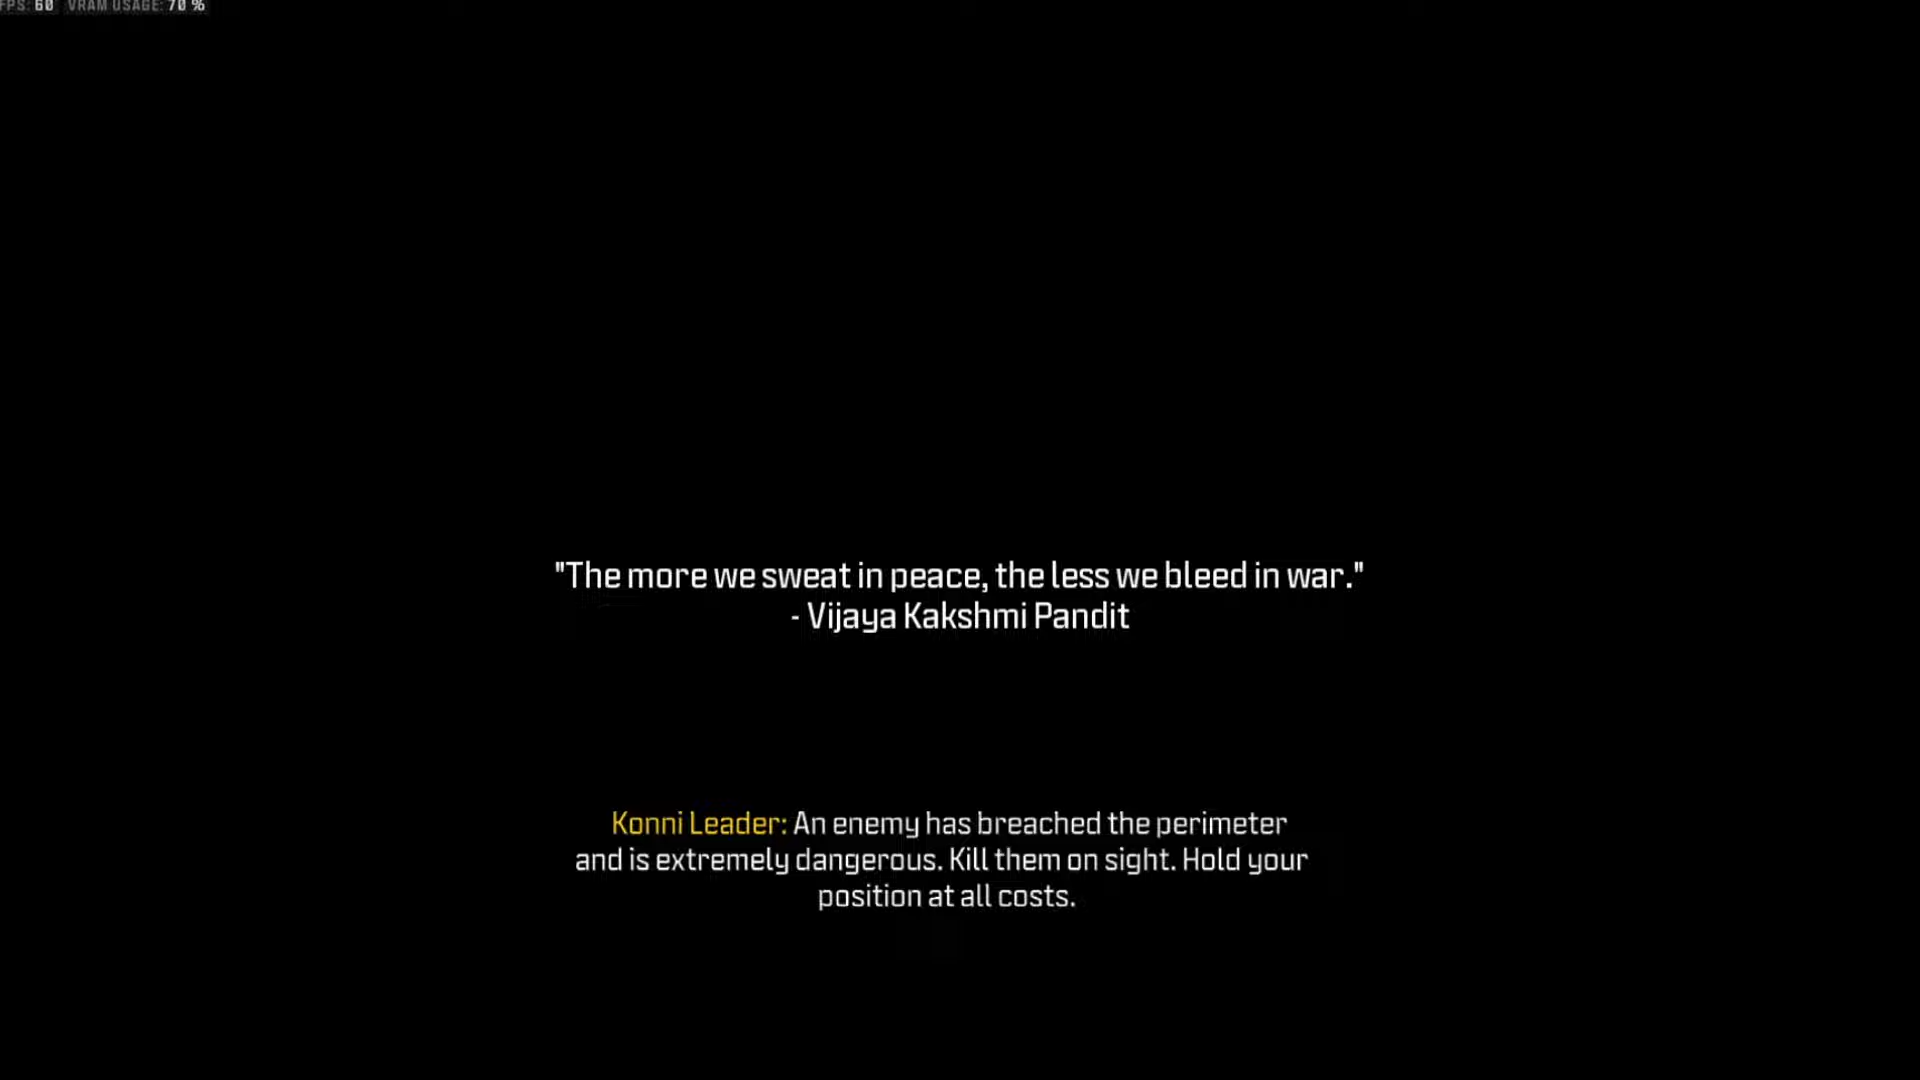 FPS: 60 VRAM USAGE: 70 %
"The more we sweat in peace, the less we bleed in war."
- Vijaya Kakshmi Pandit
Konni Leader: An enemy has breached the perimeter
and is extremely dangerous. Kill them on sight. Hold your
position at all costs.